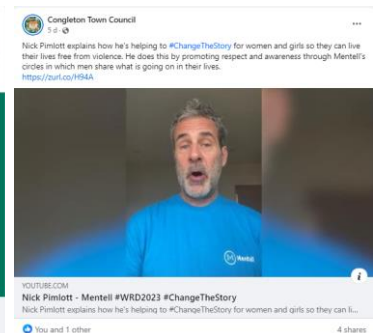 Congleton Town Council
5 d ·
Nick Pimlott explains how he's helping to #ChangeTheStory for women and girls so they can live
their lives free from violence. He does this by promoting respect and awareness through Mentell's
circles in which men share what is going on in their lives.
https://zurl.co/H94A
Mentell
YOUTUBE.COM
Nick Pimlott - Mentell #WRD2023 #ChangeTheStory
Nick Pimlott explains how he's helping to #ChangeTheStory for women and girls so they can li...
You and 1 other
4 shares